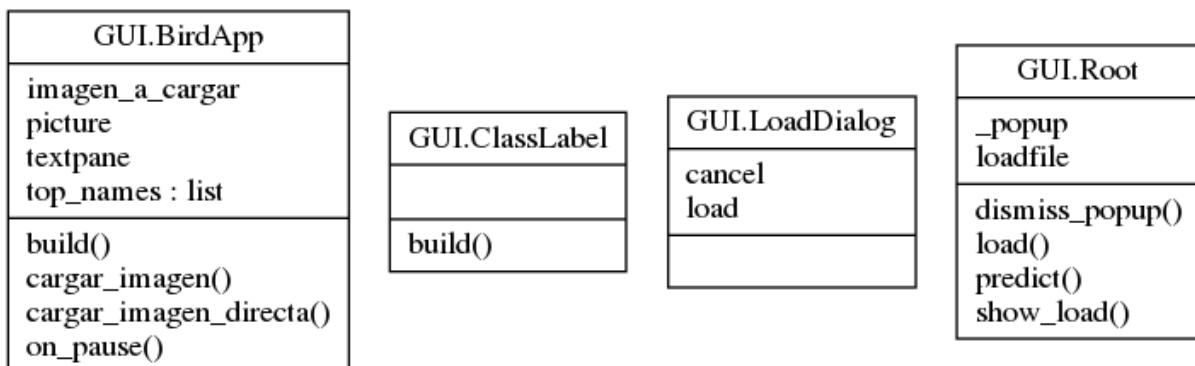 GUI.BirdApp
imagen_a_cargar
picture
textpane
top_names : list
build()
cargar_imagen()
cargar_imagen_directa()
on_pause()
GUI.ClassLabel
build()
GUI.LoadDialog
cancel
load
GUI.Root
_popup
loadfile
dismiss_popup()
load()
predict()
show_load()